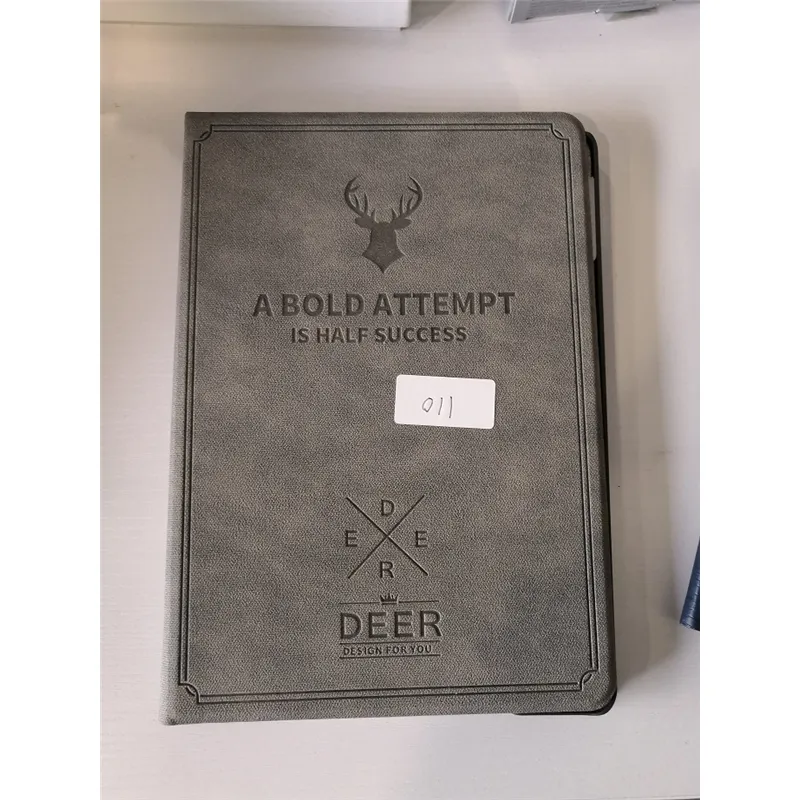 A BOLD ATTEMPT
IS HALF SUCCESS
011
D
E E
R
DEER
DESIGN FOR YOU